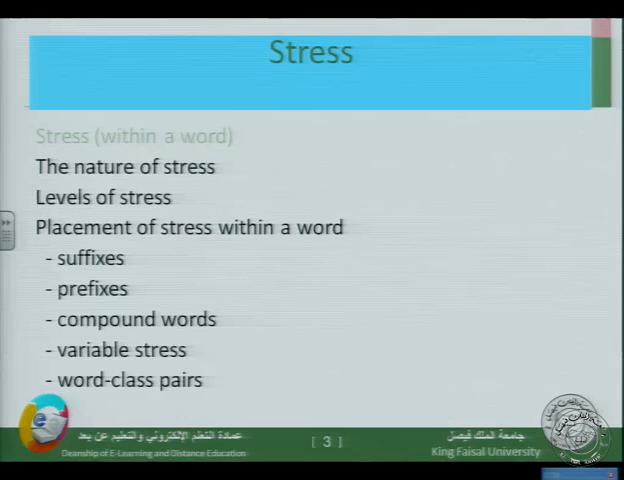 Stress
Stress (within a word)
The nature of stress
Levels of stress
Placement of stress within a word
- suffixes
- prefixes
- compound words
- variable stress
- word-class pairs
عمادة التعلم الإلكتروني والتعليم عن بعد
Deanship of E-Learning and Distance Education
[ 3 ]
جامعة الملك فيصل
King Faisal University